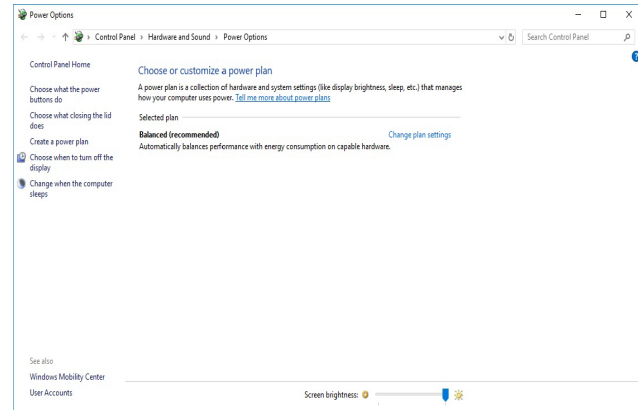 Power Options
Control Panel > Hardware and Sound > Power Options
Search Control Panel
Control Panel Home
Choose what the power
buttons do
Choose what closing the lid
does
Create a power plan
Choose when to turn off the
display
Change when the computer
sleeps
Choose or customize a power plan
A power plan is a collection of hardware and system settings (like display brightness, sleep, etc.) that manages
how your computer uses power. Tell me more about power plans
Selected plan
Balanced (recommended) Change plan settings
Automatically balances performance with energy consumption on capable hardware.
See also
Windows Mobility Center
User Accounts
Screen brightness: